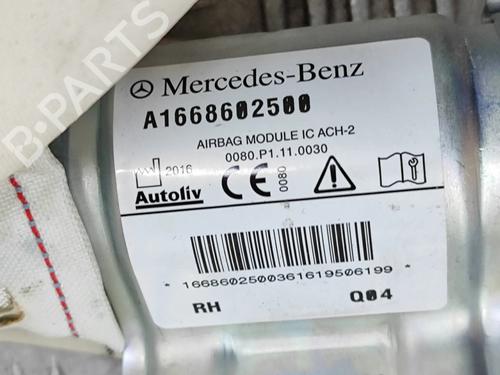 B-PARTS
Mercedes-Benz
A1668602500
AIRBAG MODULE IC ACH-2
0080.P1.11.0030
2016
Autoliv
CE
0080
* 1668602500361619506199 *
RH
Q04